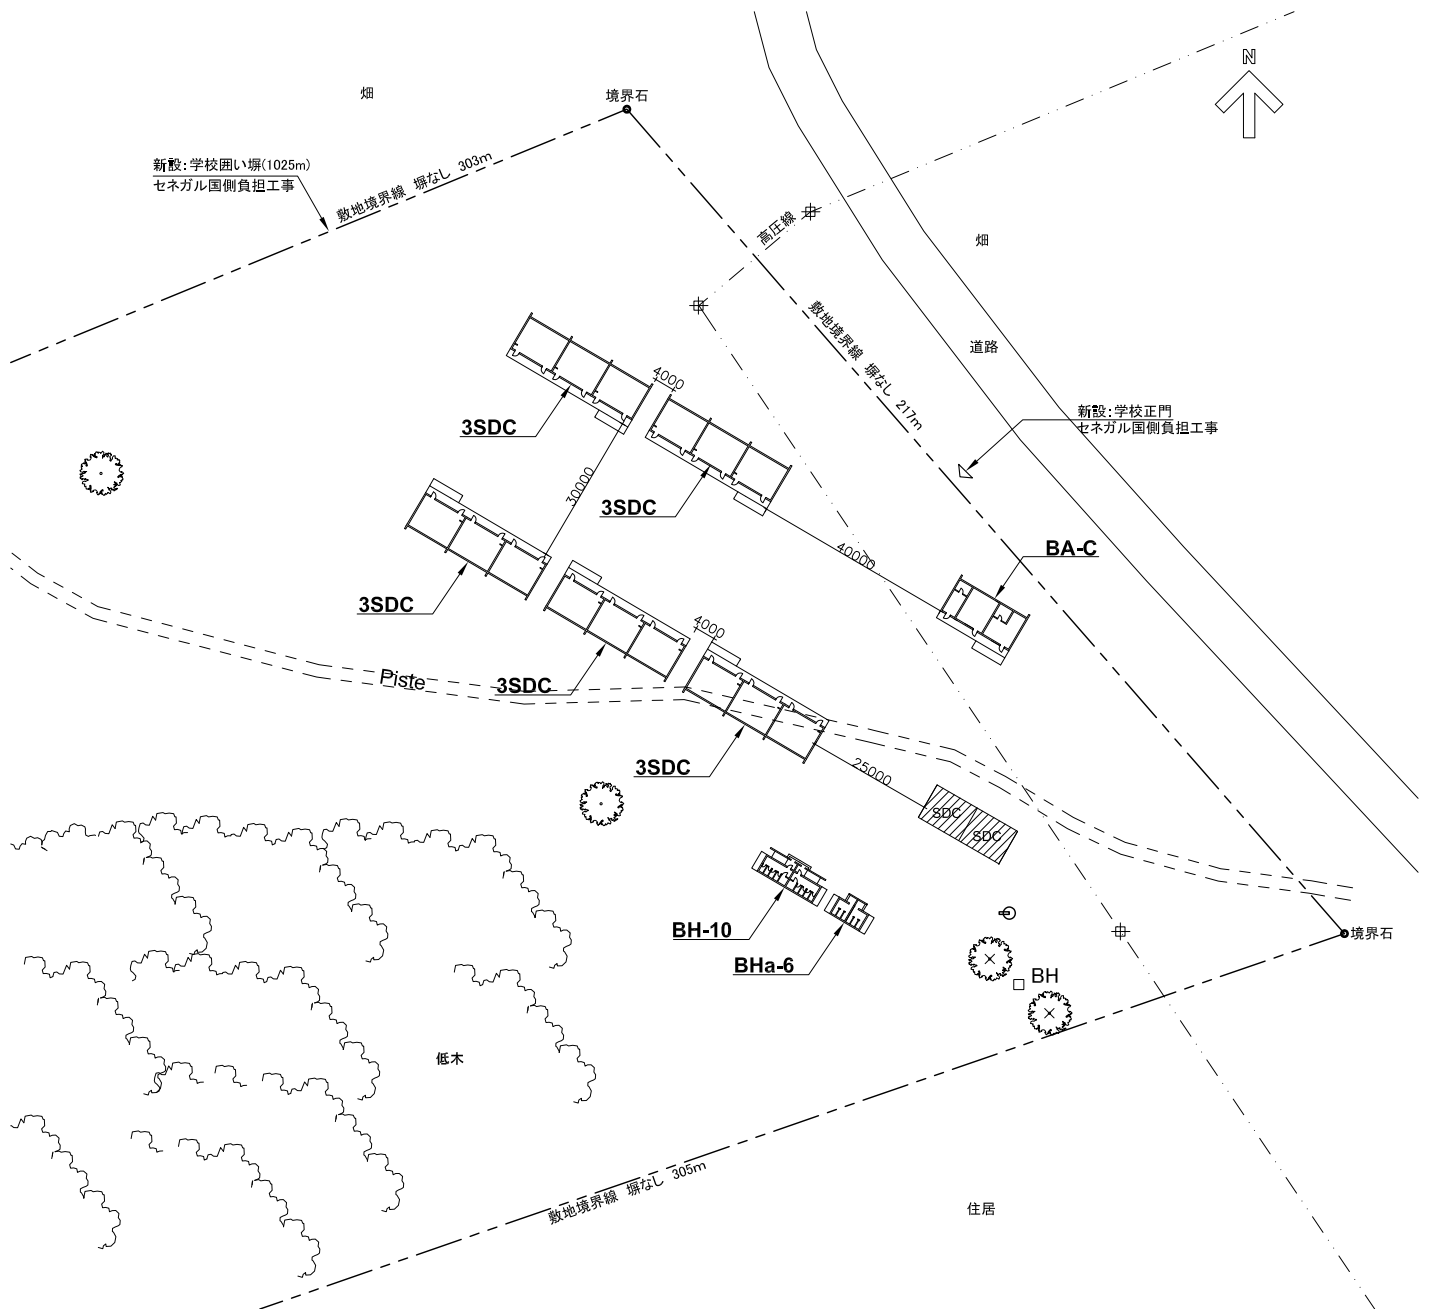 N
畑
境界石
新設：学校囲い塀(1025m)
セネガル国側負担工事
敷地境界線　塀なし　303m
高圧線
畑
敷地境界線　塀なし　217m
道路
4000
新設：学校正門
セネガル国側負担工事
3SDC
30000
3SDC
40000
BA-C
3SDC
4000
Piste
3SDC
3SDC
25000
SDC
SDC
BH-10
BHa-6
境界石
BH
低木
敷地境界線　塀なし　305m
住居